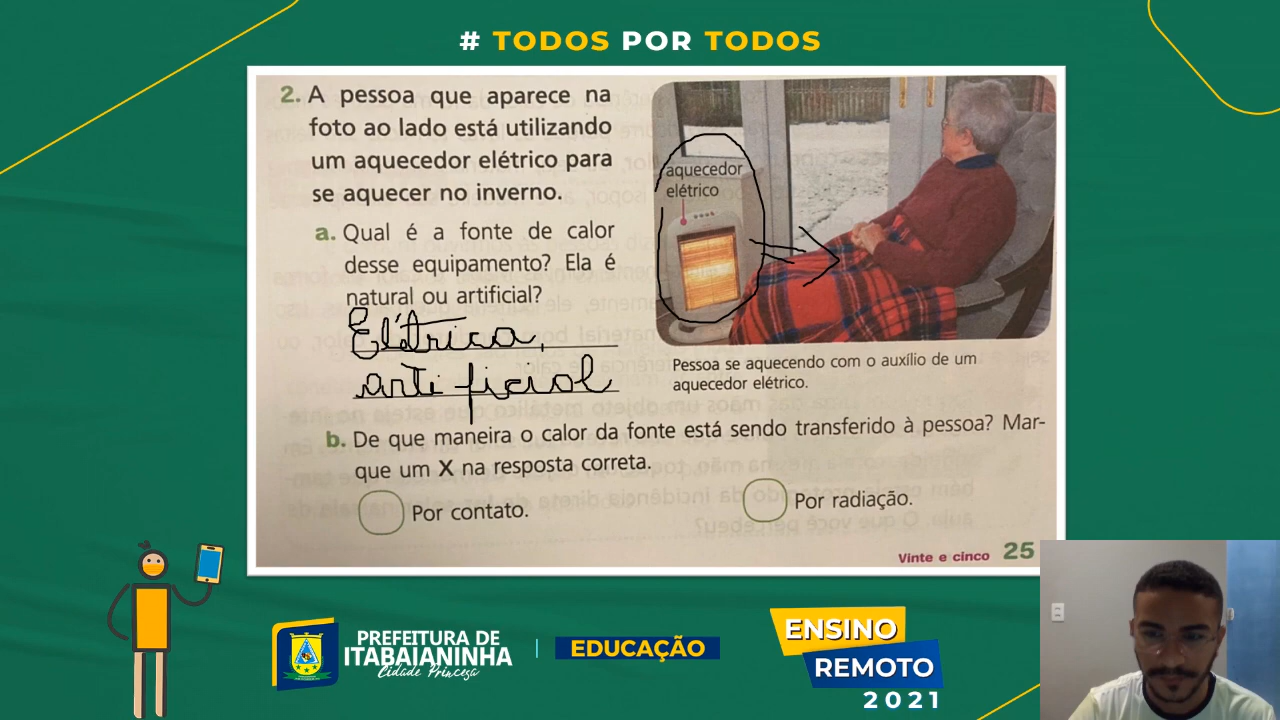 # TODOS POR TODOS
2. A pessoa que aparece na
foto ao lado está utilizando
um aquecedor elétrico para
se aquecer no inverno.
a. Qual é a fonte de calor
desse equipamento? Ela é
natural ou artificial?
Elétrica,
artificial
aquecedor
elétrico
Pessoa se aquecendo com o auxílio de um
aquecedor elétrico.
b. De que maneira o calor da fonte está sendo transferido à pessoa? Mar-
que um X na resposta correta.
Por contato.
Por radiação.
Vinte e cinco 25
PREFEITURA DE
ITABAIANINHA
Cidade Princesa
EDUCAÇÃO
ENSINO
REMOTO
2021